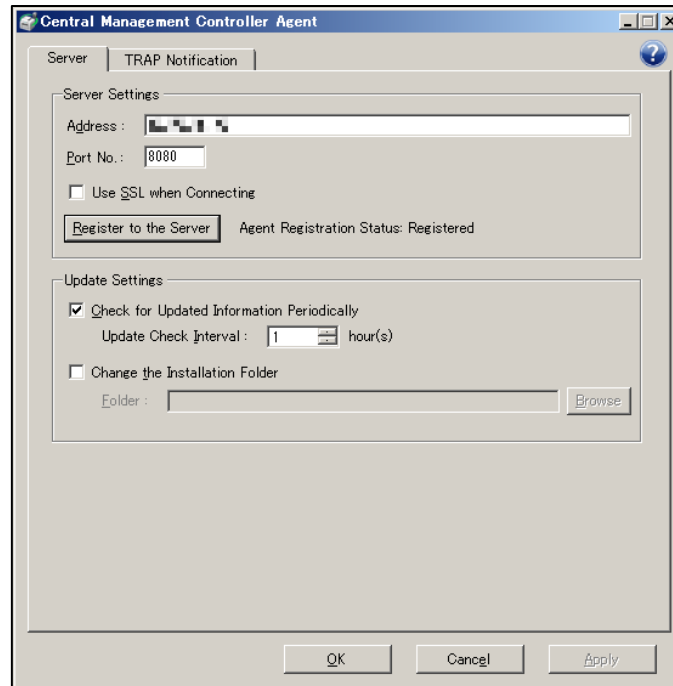 Central Management Controller Agent
Server TRAP Notification
Server Settings
Address :
Port No. : 8080
Use SSL when Connecting
Register to the Server Agent Registration Status: Registered
Update Settings
Check for Updated Information Periodically
Update Check Interval : 1 hour(s)
Change the Installation Folder
Folder : Browse
OK Cancel Apply